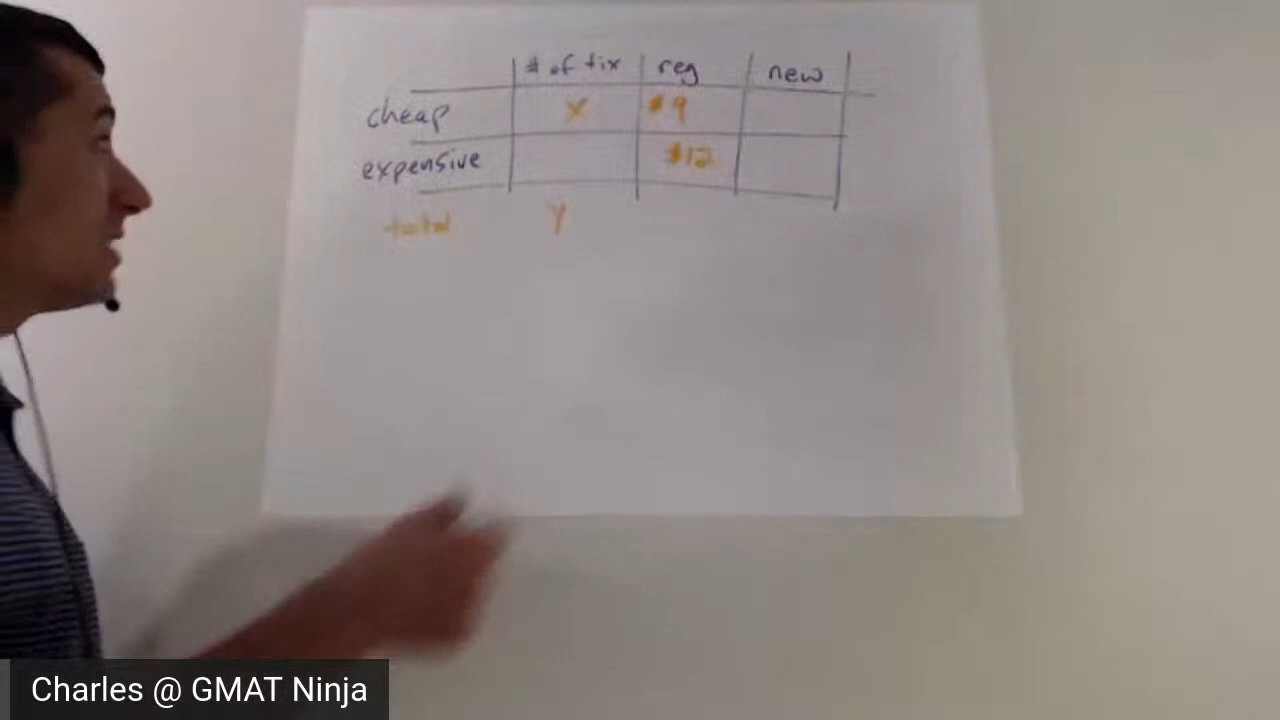 # of tix reg new
cheap x $9
expensive $12
total y
Charles @ GMAT Ninja